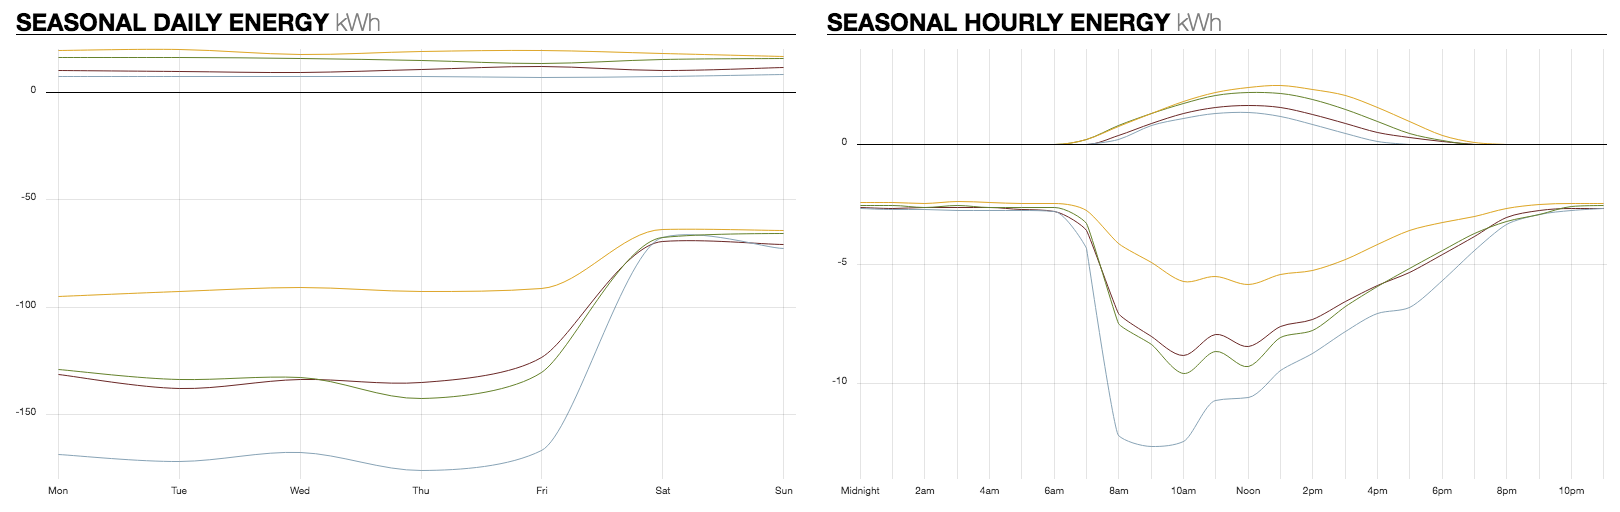 SEASONAL DAILY ENERGY kWh
0
-50
-100
-150
Mon Tue Wed Thu Fri Sat Sun
SEASONAL HOURLY ENERGY kWh
0
-5
-10
Midnight 2am 4am 6am 8am 10am Noon 2pm 4pm 6pm 8pm 10pm